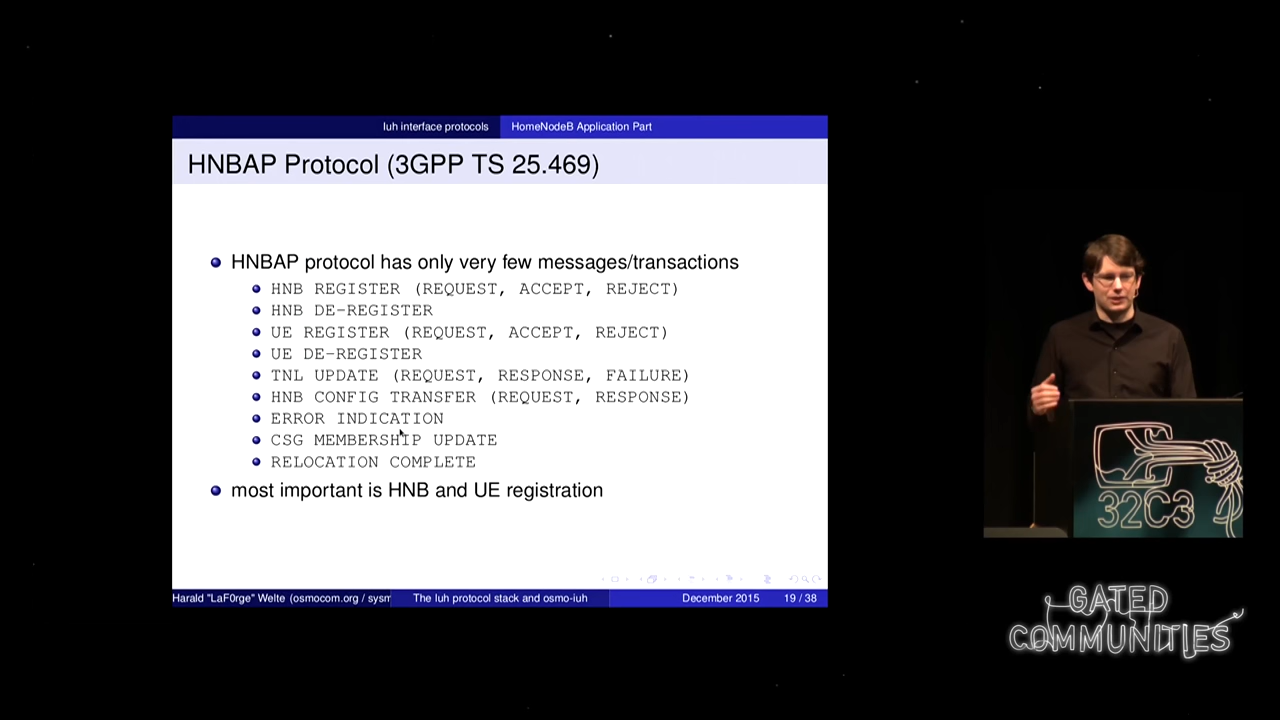 Iuh interface protocols HomeNodeB Application Part
HNBAP Protocol (3GPP TS 25.469)
HNBAP protocol has only very few messages/transactions
HNB REGISTER (REQUEST, ACCEPT, REJECT)
HNB DE-REGISTER
UE REGISTER (REQUEST, ACCEPT, REJECT)
UE DE-REGISTER
TNL UPDATE (REQUEST, RESPONSE, FAILURE)
HNB CONFIG TRANSFER (REQUEST, RESPONSE)
ERROR INDICATION
CSG MEMBERSHIP UPDATE
RELOCATION COMPLETE
most important is HNB and UE registration
Harald "LaF0rge" Welte (osmocom.org / sysm The Iuh protocol stack and osmo-iuh December 2015 19 / 38
32C3
GATED
COMMUNITIES